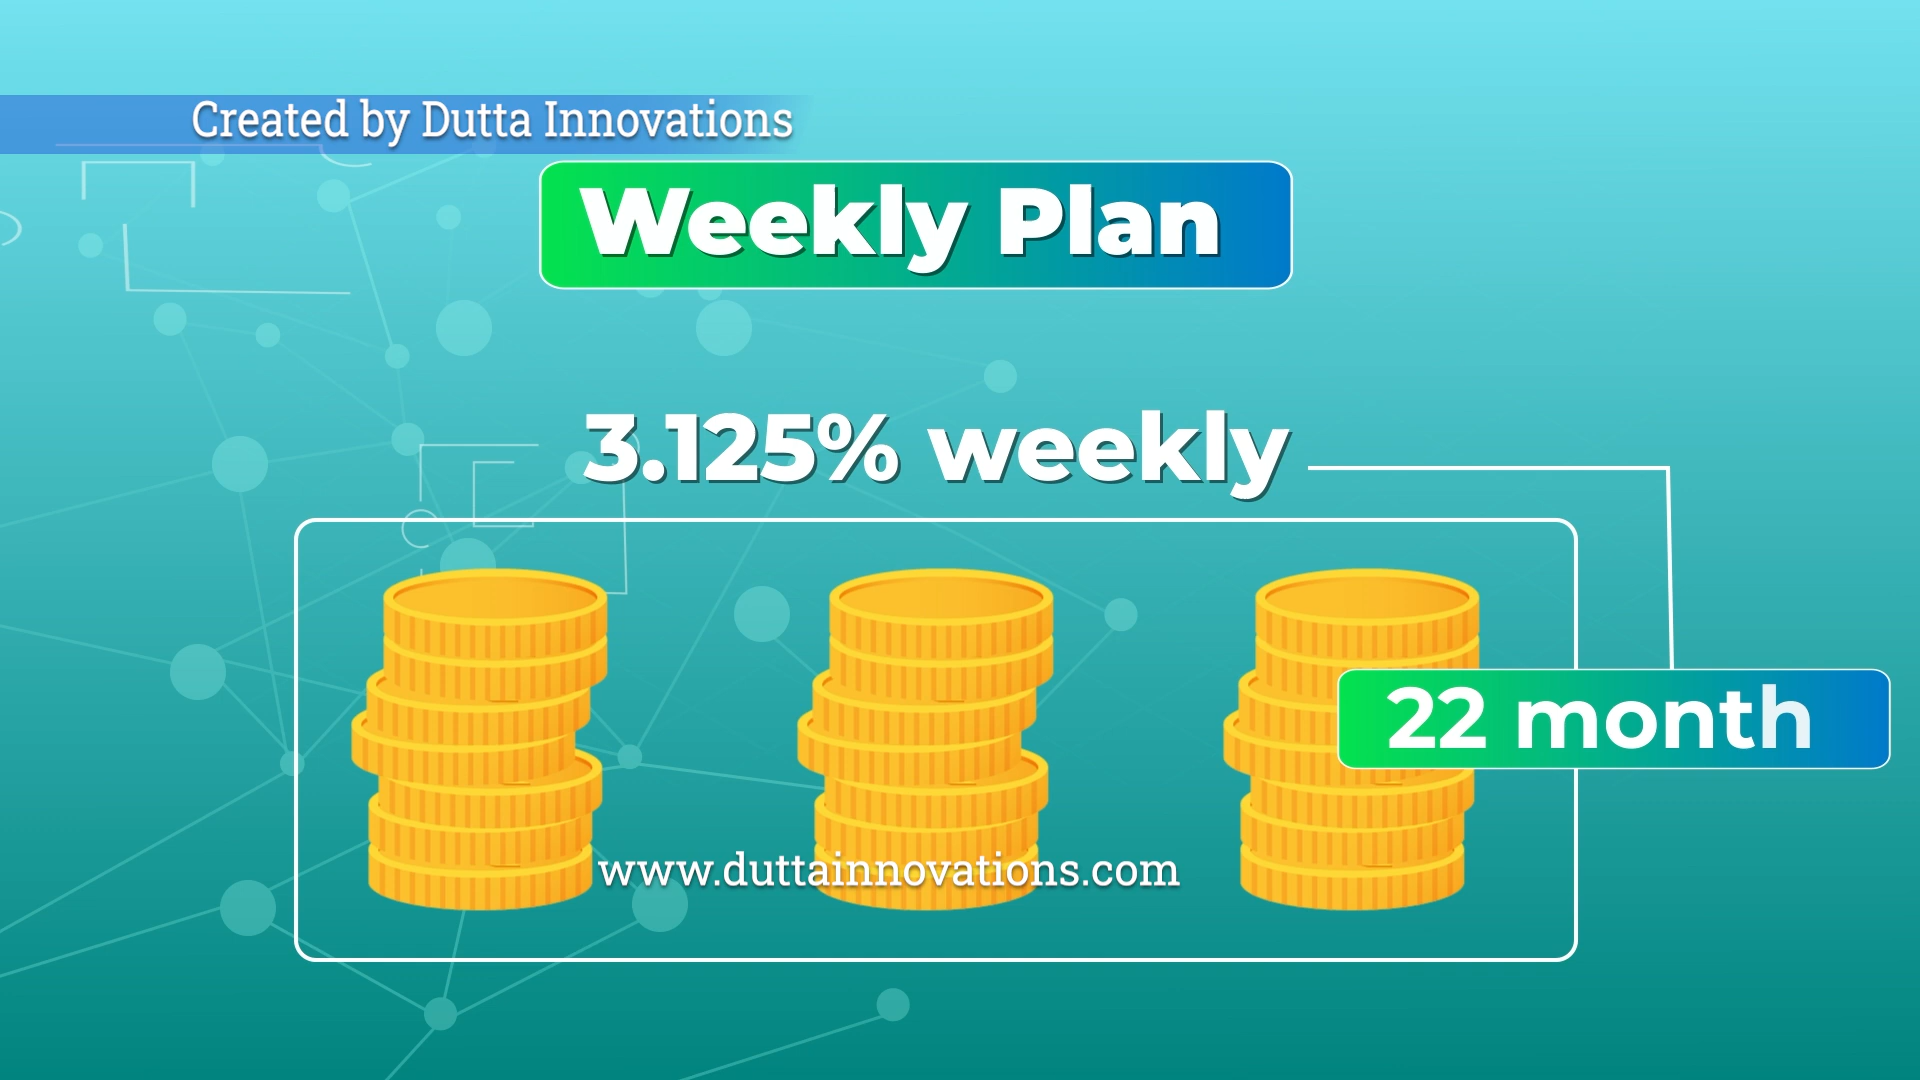 Created by Dutta Innovations
Weekly Plan
3.125% weekly
22 month
www.duttainnovations.com